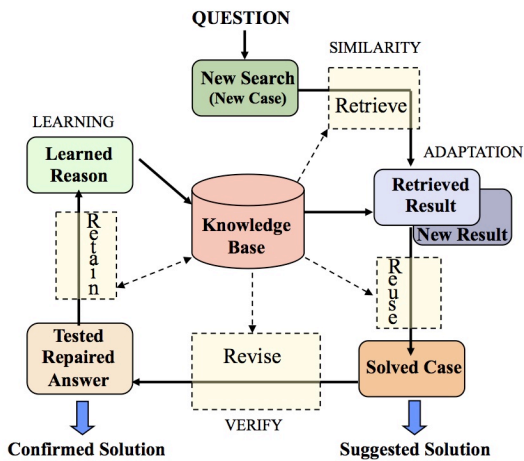 QUESTION
SIMILARITY
New Search
(New Case)
Retrieve
LEARNING
Learned
Reason
ADAPTATION
Retrieved
Result
New Result
Knowledge
Base
Retain
Reuse
Tested
Repaired
Answer
Revise
Solved Case
VERIFY
Confirmed Solution
Suggested Solution